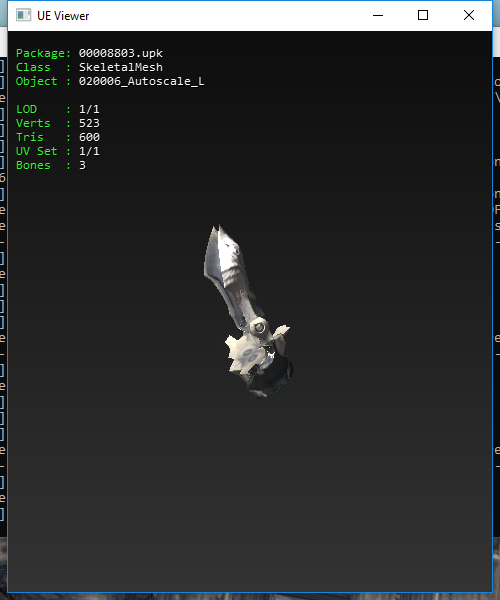 UE Viewer
Package: 00008803.upk
Class  : SkeletalMesh
Object : 020006_Autoscale_L
LOD    : 1/1
Verts  : 523
Tris   : 600
UV Set : 1/1
Bones  : 3